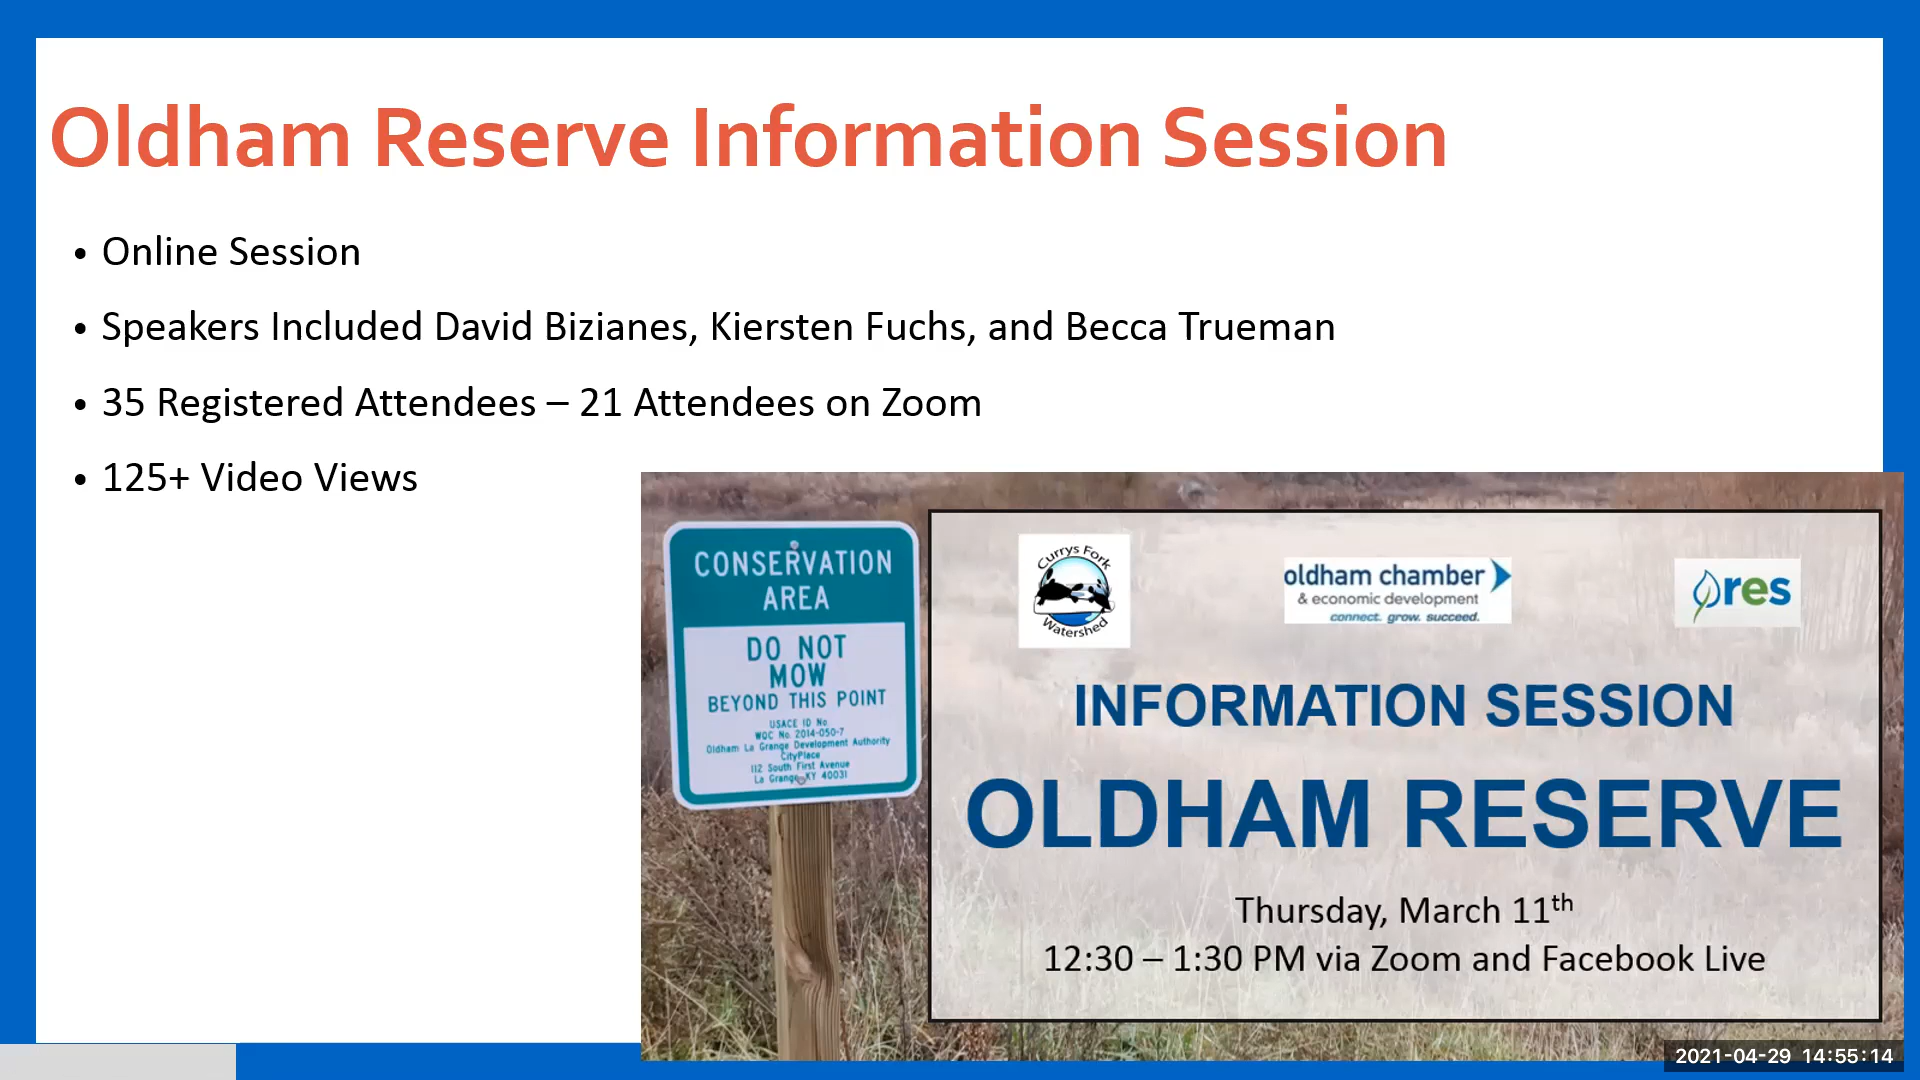 Oldham Reserve Information Session
• Online Session
• Speakers Included David Bizianes, Kiersten Fuchs, and Becca Trueman
• 35 Registered Attendees – 21 Attendees on Zoom
• 125+ Video Views
CONSERVATION
AREA
DO NOT
MOW
BEYOND THIS POINT
USACE ID No.
WQC No. 2014-050-7
Oldham La Grange Development Authority
CityPlace
112 South First Avenue
La Grange, KY 40031
Currys Fork
Watershed
oldham chamber
& economic development
connect. grow. succeed.
res
INFORMATION SESSION
OLDHAM RESERVE
Thursday, March 11th
12:30 – 1:30 PM via Zoom and Facebook Live
2021-04-29 14:55:14